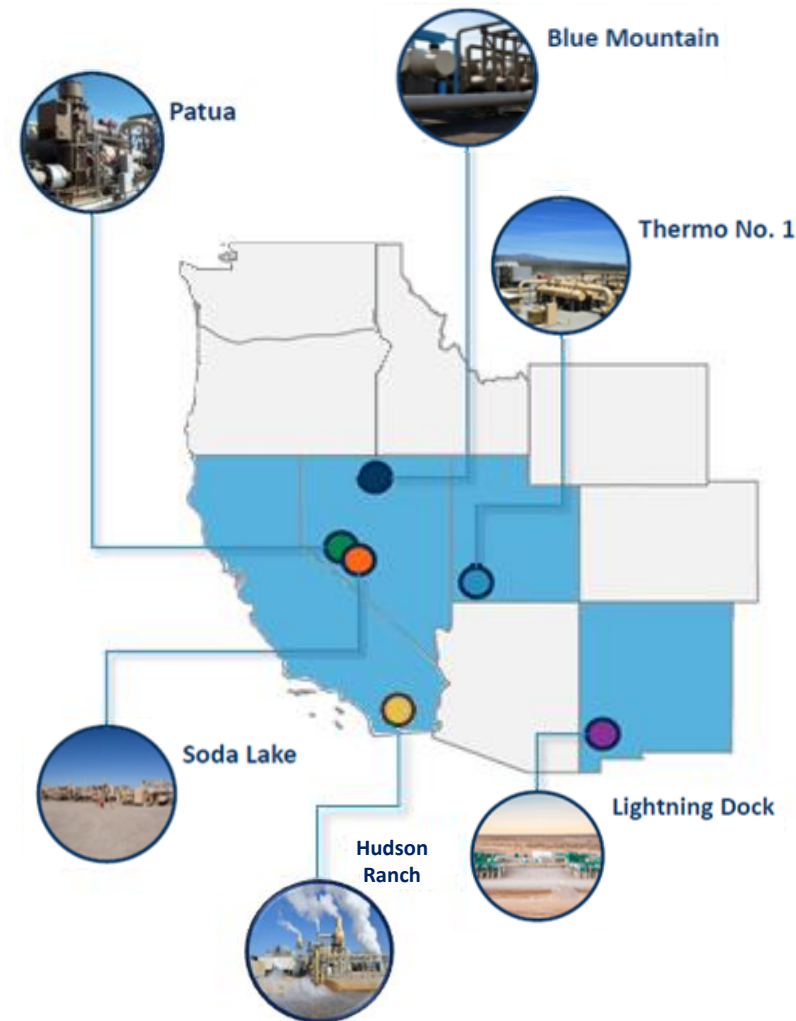 Blue Mountain
Patua
Thermo No. 1
Soda Lake
Lightning Dock
Hudson
Ranch